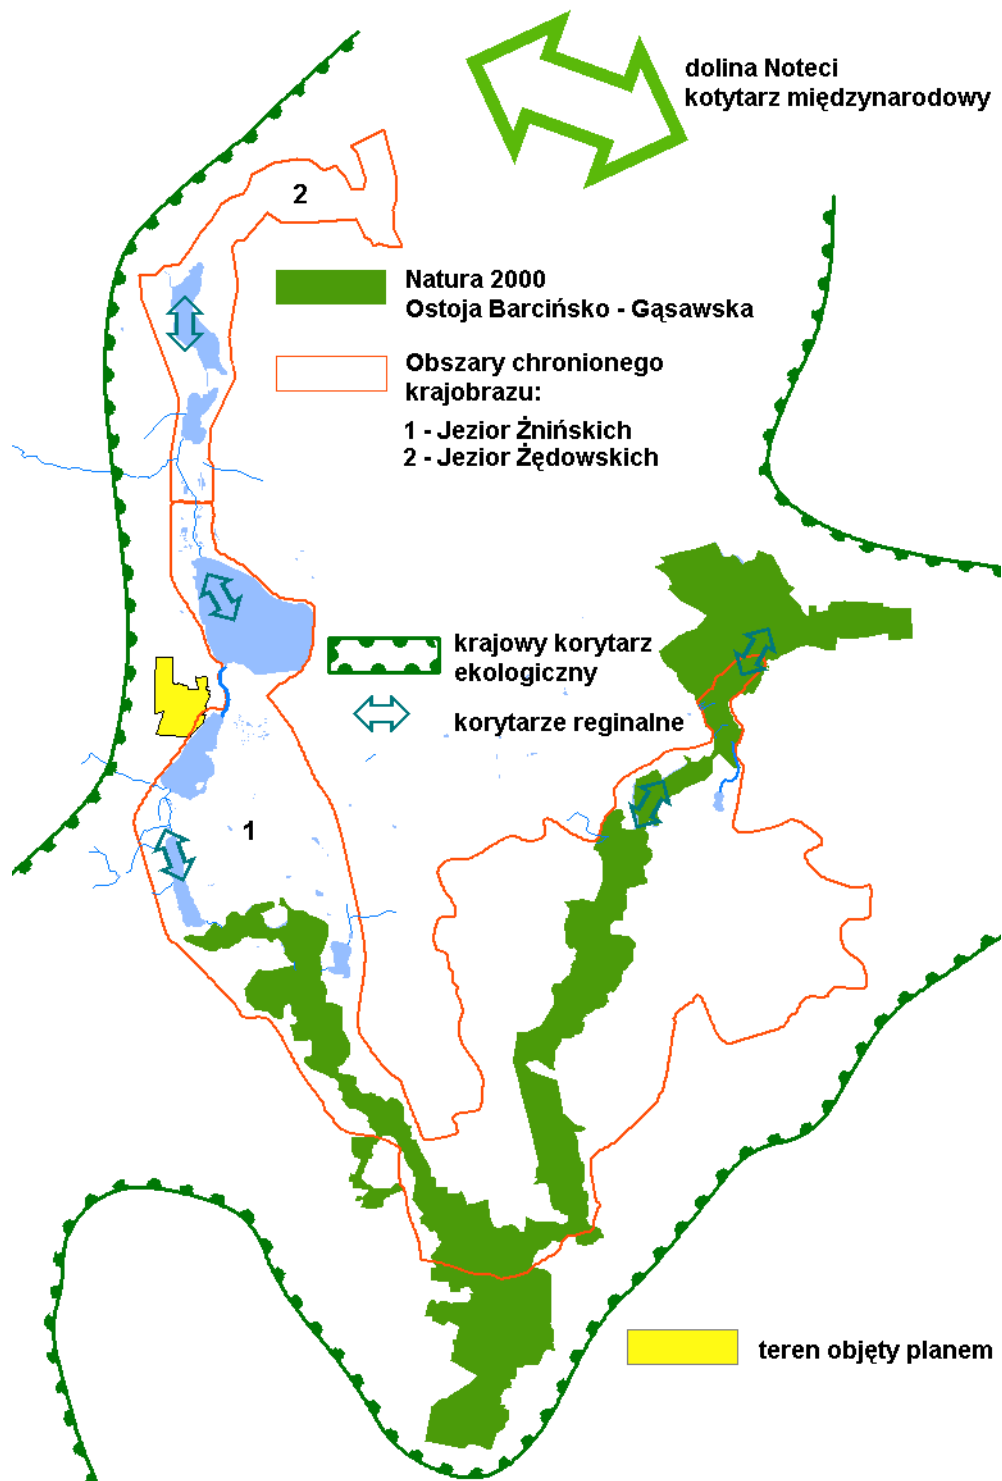 dolina Noteci
kotytarz międzynarodowy
2
Natura 2000
Ostoja Barcińsko - Gąsawska
Obszary chronionego
krajobrazu:
1 - Jezior Żnińskich
2 - Jezior Żędowskich
krajowy korytarz
ekologiczny
korytarze reginalne
1
teren objęty planem